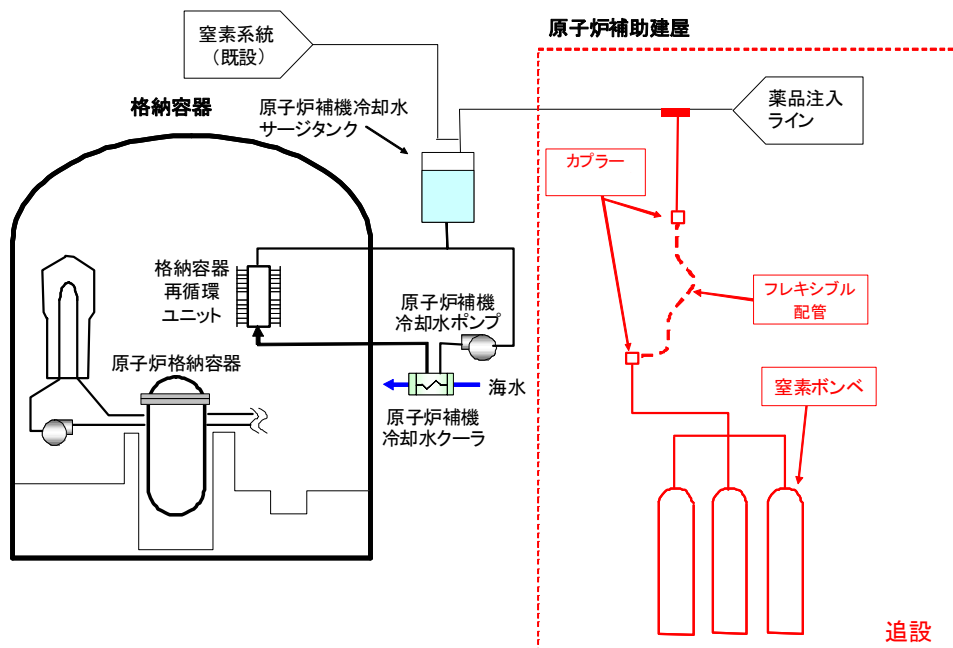 窒素系統
(既設)
原子炉補助建屋
格納容器
原子炉補機冷却水
サージタンク
薬品注入
ライン
カプラー
格納容器
再循環
ユニット
原子炉補機
冷却水ポンプ
フレキシブル
配管
原子炉格納容器
海水
原子炉補機
冷却水クーラ
窒素ボンベ
追設